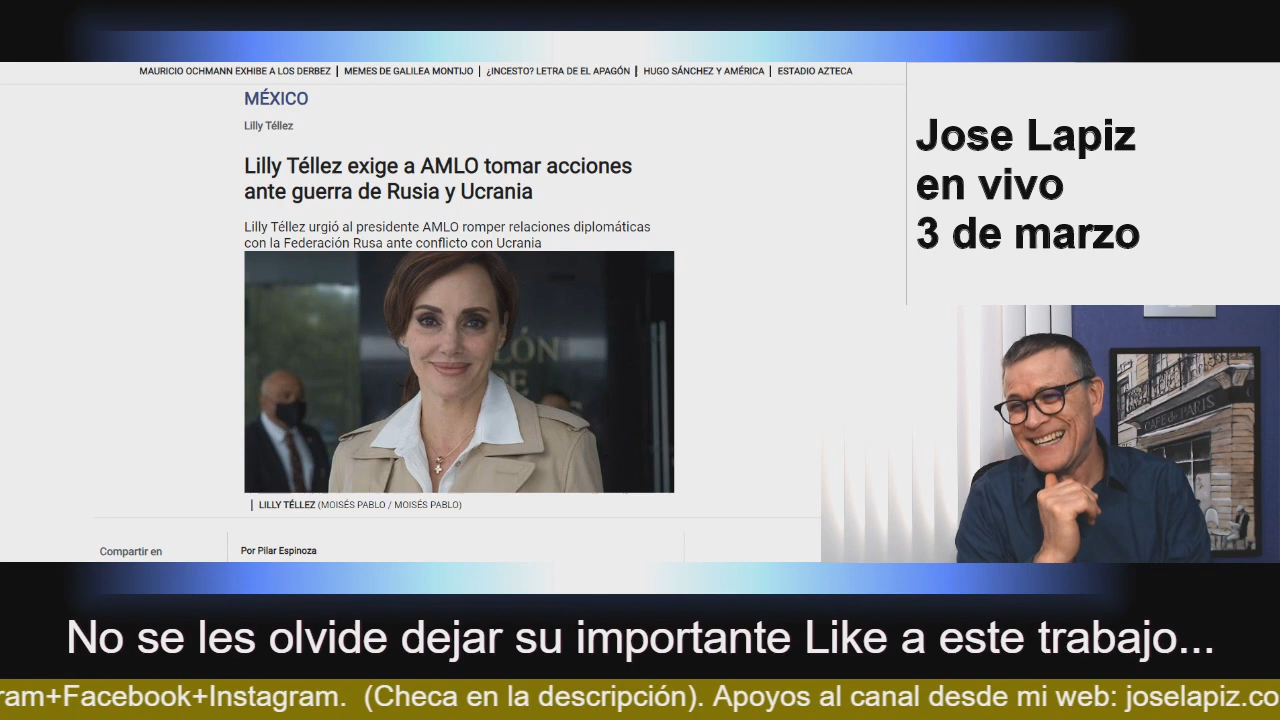 MAURICIO OCHMANN EXHIBE A LOS DERBEZ | MEMES DE GALILEA MONTIJO | ¿INCESTO? LETRA DE EL APAGÓN | HUGO SÁNCHEZ Y AMÉRICA | ESTADIO AZTECA
MÉXICO
Lilly Téllez
Lilly Téllez exige a AMLO tomar acciones
ante guerra de Rusia y Ucrania
Lilly Téllez urgió al presidente AMLO romper relaciones diplomáticas
con la Federación Rusa ante conflicto con Ucrania
| LILLY TÉLLEZ (MOISÉS PABLO / MOISÉS PABLO)
Compartir en
Por Pilar Espinoza
Jose Lapiz
en vivo
3 de marzo
CAFE de PARIS
No se les olvide dejar su importante Like a este trabajo...
ram+Facebook+Instagram. (Checa en la descripción). Apoyos al canal desde mi web: joselapiz.co